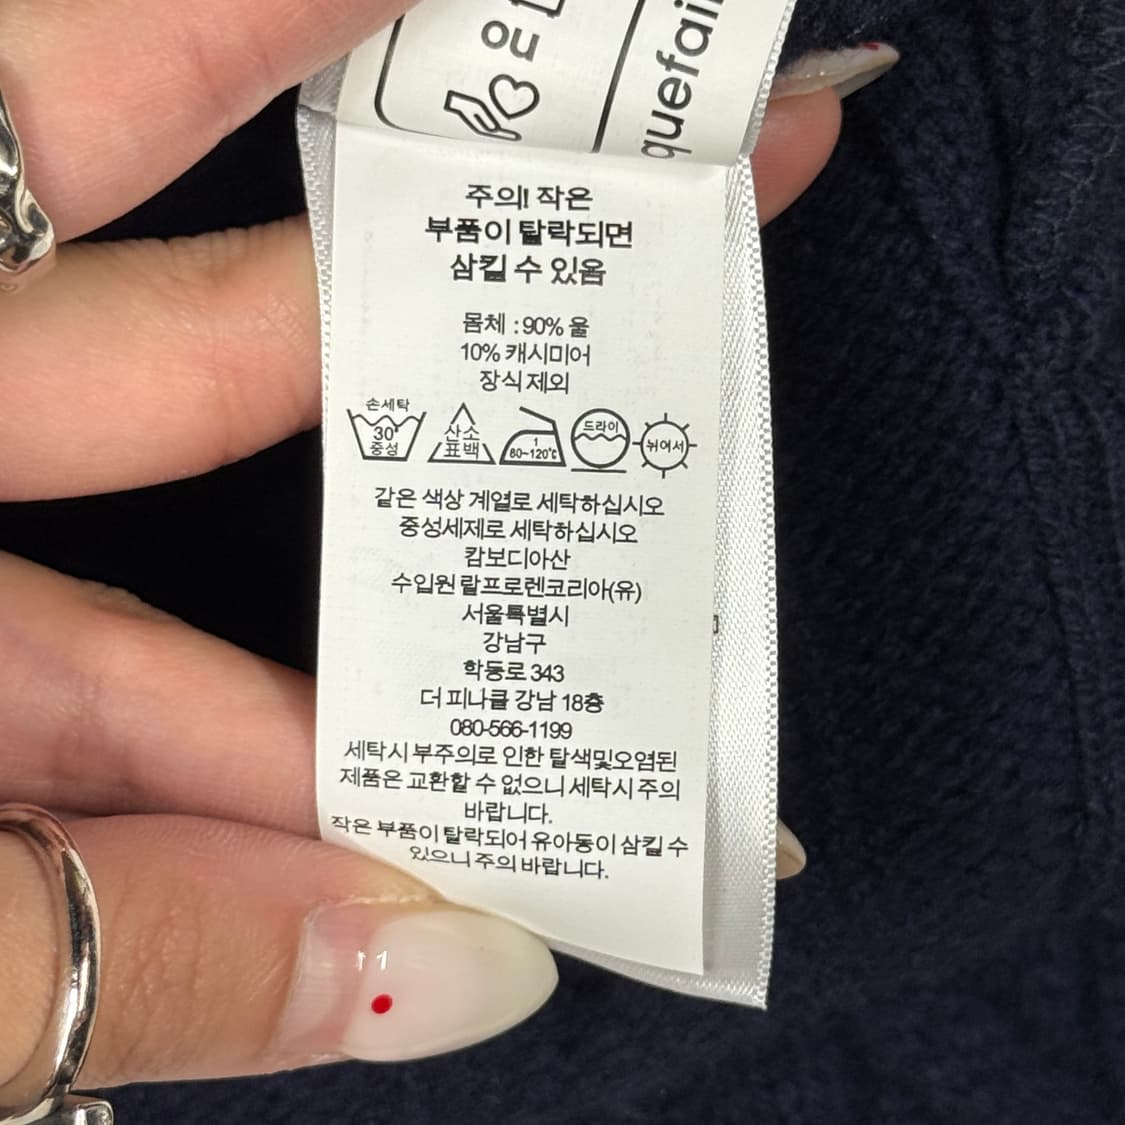 quefair
주의! 작은
부품이 탈락되면
삼킬 수 있음
몸체 : 90% 울
10% 캐시미어
장식 제외
손세탁
30˚
중성
산소
표백
1
80~120℃
드라이
뉘어서
같은 색상 계열로 세탁하십시오
중성세제로 세탁하십시오
캄보디아산
수입원 랄프로렌코리아(유)
서울특별시
강남구
학동로 343
더 피나클 강남 18층
080-566-1199
세탁시 부주의로 인한 탈색및오염된
제품은 교환할 수 없으니 세탁시 주의
바랍니다.
작은 부품이 탈락되어 유아동이 삼킬 수
있으니 주의 바랍니다.